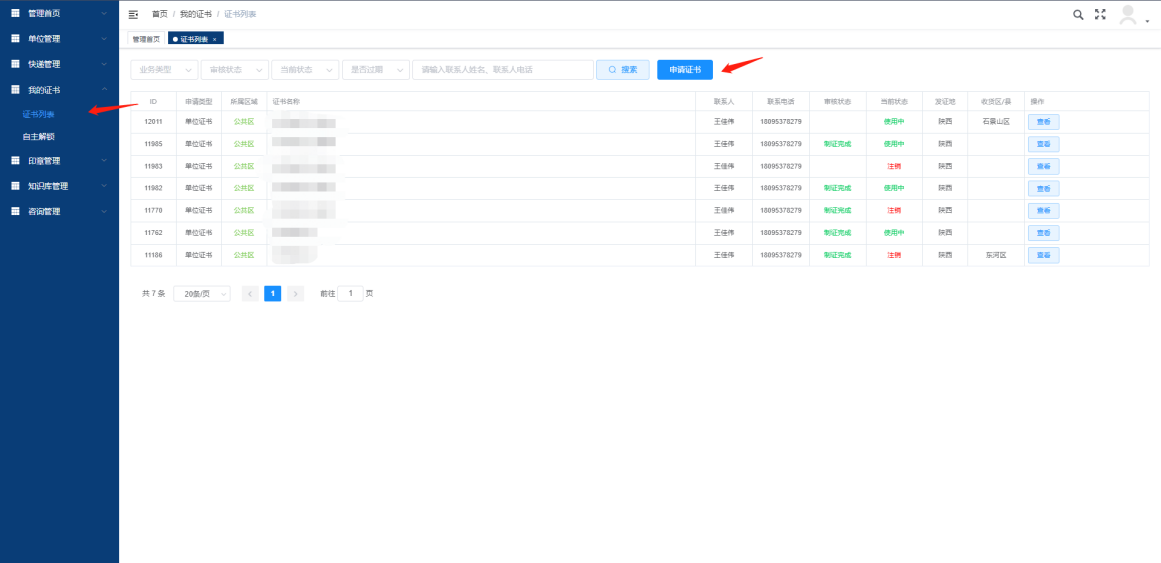 管理首页
单位管理
快递管理
我的证书
证书列表
自主解锁
印章管理
知识库管理
咨询管理
首页 / 我的证书 / 证书列表
管理首页 证书列表 ×
业务类型 审核状态 当前状态 是否过期 请输入联系人姓名，联系人电话 搜索 申请证书
ID 申请类型 所属区域 证书名称 联系人 联系电话 审核状态 当前状态 发证地 收货区/县 操作
12011 单位证书 公共区 王佳伟 18095378279 使用中 陕西 石景山区 查看
11985 单位证书 公共区 王佳伟 18095378279 制证完成 使用中 陕西 查看
11983 单位证书 公共区 王佳伟 18095378279 注销 陕西 查看
11982 单位证书 公共区 王佳伟 18095378279 制证完成 使用中 陕西 查看
11770 单位证书 公共区 王佳伟 18095378279 制证完成 注销 陕西 查看
11762 单位证书 公共区 王佳伟 18095378279 制证完成 使用中 陕西 查看
11186 单位证书 公共区 王佳伟 18095378279 制证完成 注销 陕西 东河区 查看
共 7 条 20条/页 1 前往 1 页